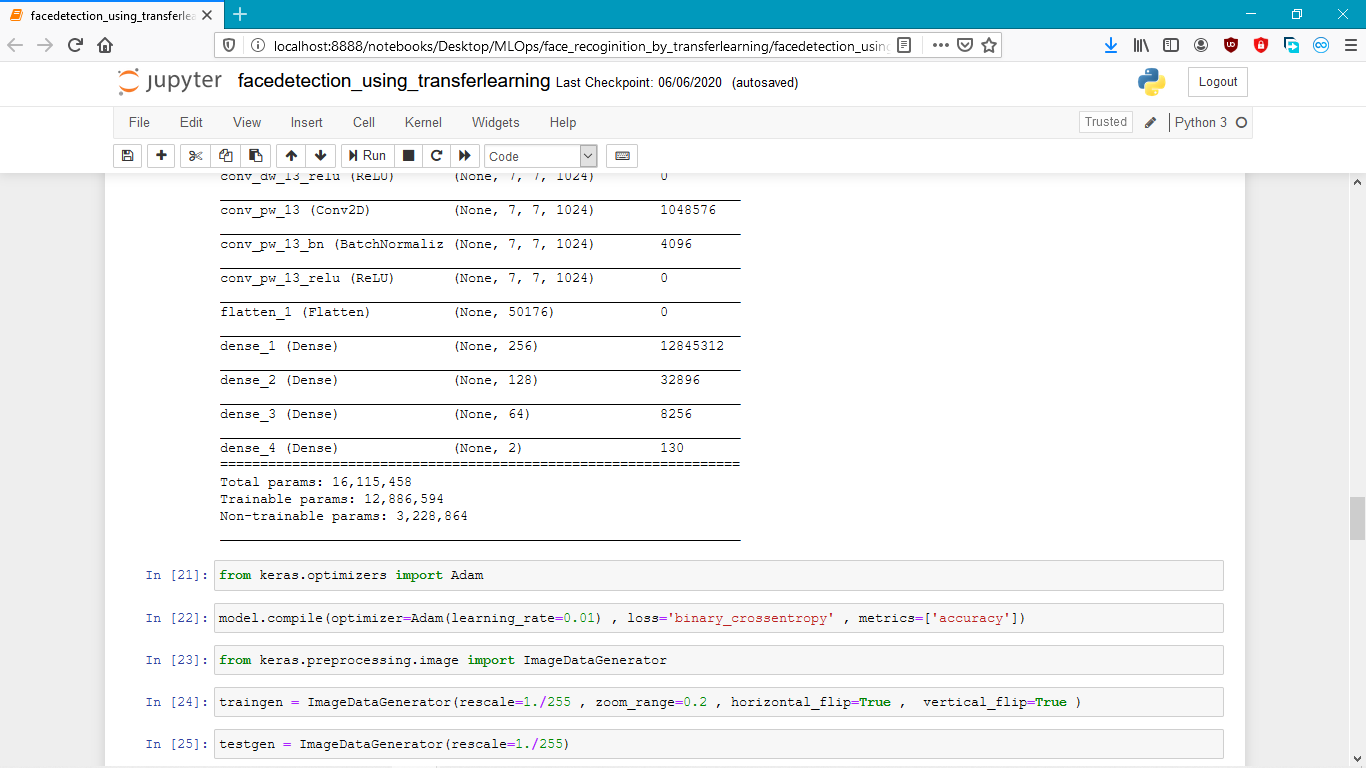 facedetection_using_transferlea
localhost:8888/notebooks/Desktop/MLOps/face_recoginition_by_transferlearning/facedetection_using
jupyter facedetection_using_transferlearning Last Checkpoint: 06/06/2020 (autosaved)
Logout
File Edit View Insert Cell Kernel Widgets Help
Trusted Python 3
Run Code
conv_dw_13_relu (ReLU) (None, 7, 7, 1024) 0
conv_pw_13 (Conv2D) (None, 7, 7, 1024) 1048576
conv_pw_13_bn (BatchNormaliz (None, 7, 7, 1024) 4096
conv_pw_13_relu (ReLU) (None, 7, 7, 1024) 0
flatten_1 (Flatten) (None, 50176) 0
dense_1 (Dense) (None, 256) 12845312
dense_2 (Dense) (None, 128) 32896
dense_3 (Dense) (None, 64) 8256
dense_4 (Dense) (None, 2) 130
=================================================================
Total params: 16,115,458
Trainable params: 12,886,594
Non-trainable params: 3,228,864
In [21]: from keras.optimizers import Adam
In [22]: model.compile(optimizer=Adam(learning_rate=0.01) , loss='binary_crossentropy' , metrics=['accuracy'])
In [23]: from keras.preprocessing.image import ImageDataGenerator
In [24]: traingen = ImageDataGenerator(rescale=1./255 , zoom_range=0.2 , horizontal_flip=True ,  vertical_flip=True )
In [25]: testgen = ImageDataGenerator(rescale=1./255)